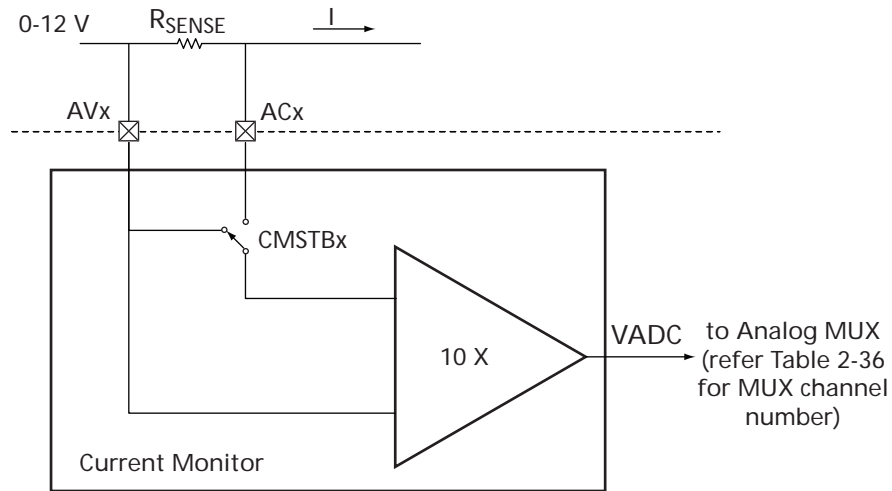 0-12 V
RSENSE
I
AVx
ACx
CMSTBx
10 X
VADC
to Analog MUX
(refer Table 2-36
for MUX channel
number)
Current Monitor